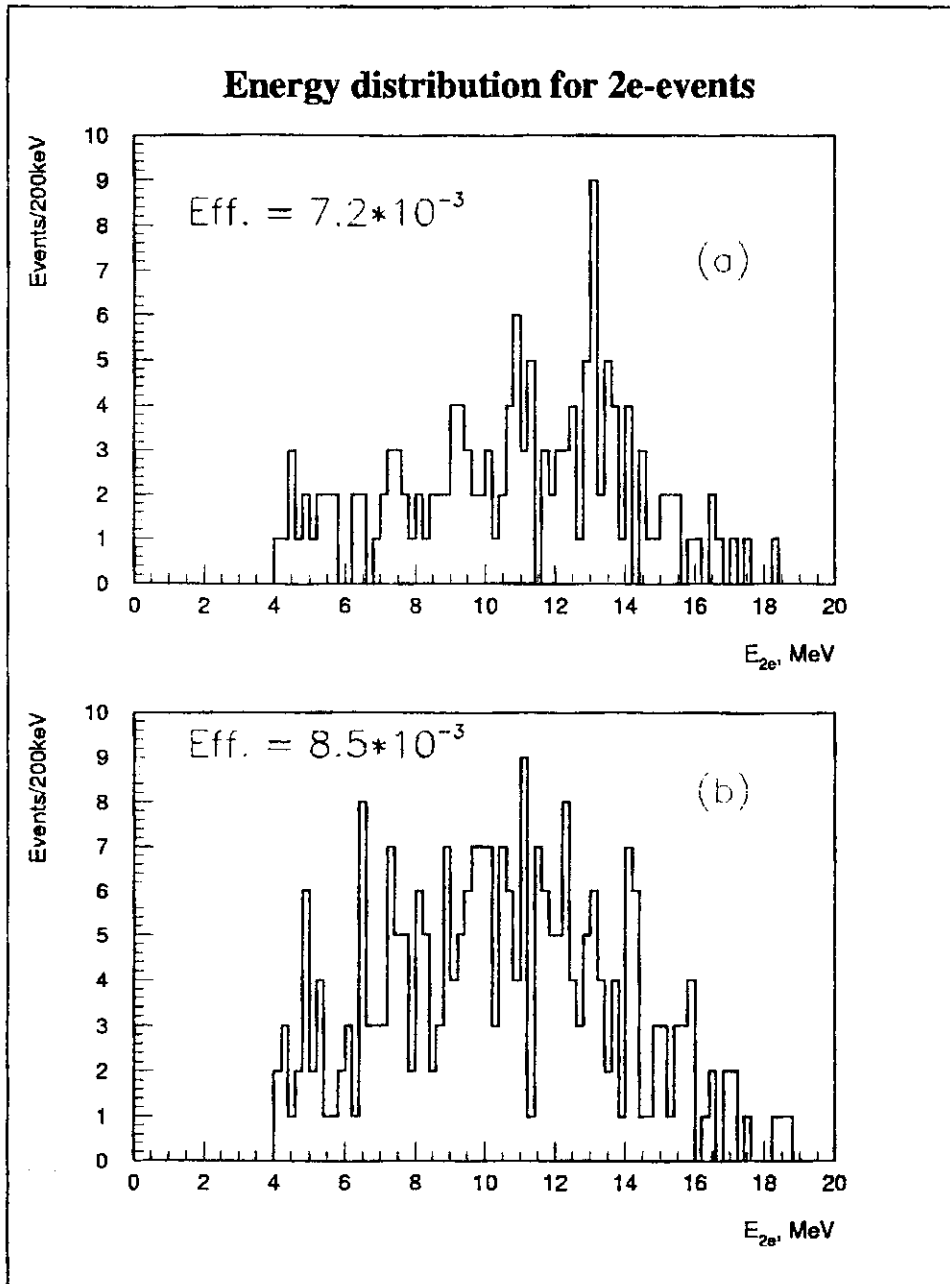 Energy distribution for 2e-events
Events/200keV
10
9
8
7
6
5
4
3
2
1
0
Eff. = 7.2*10⁻³
(a)
0 2 4 6 8 10 12 14 16 18 20
E₂ₑ, MeV
Events/200keV
10
9
8
7
6
5
4
3
2
1
0
Eff. = 8.5*10⁻³
(b)
0 2 4 6 8 10 12 14 16 18 20
E₂ₑ, MeV